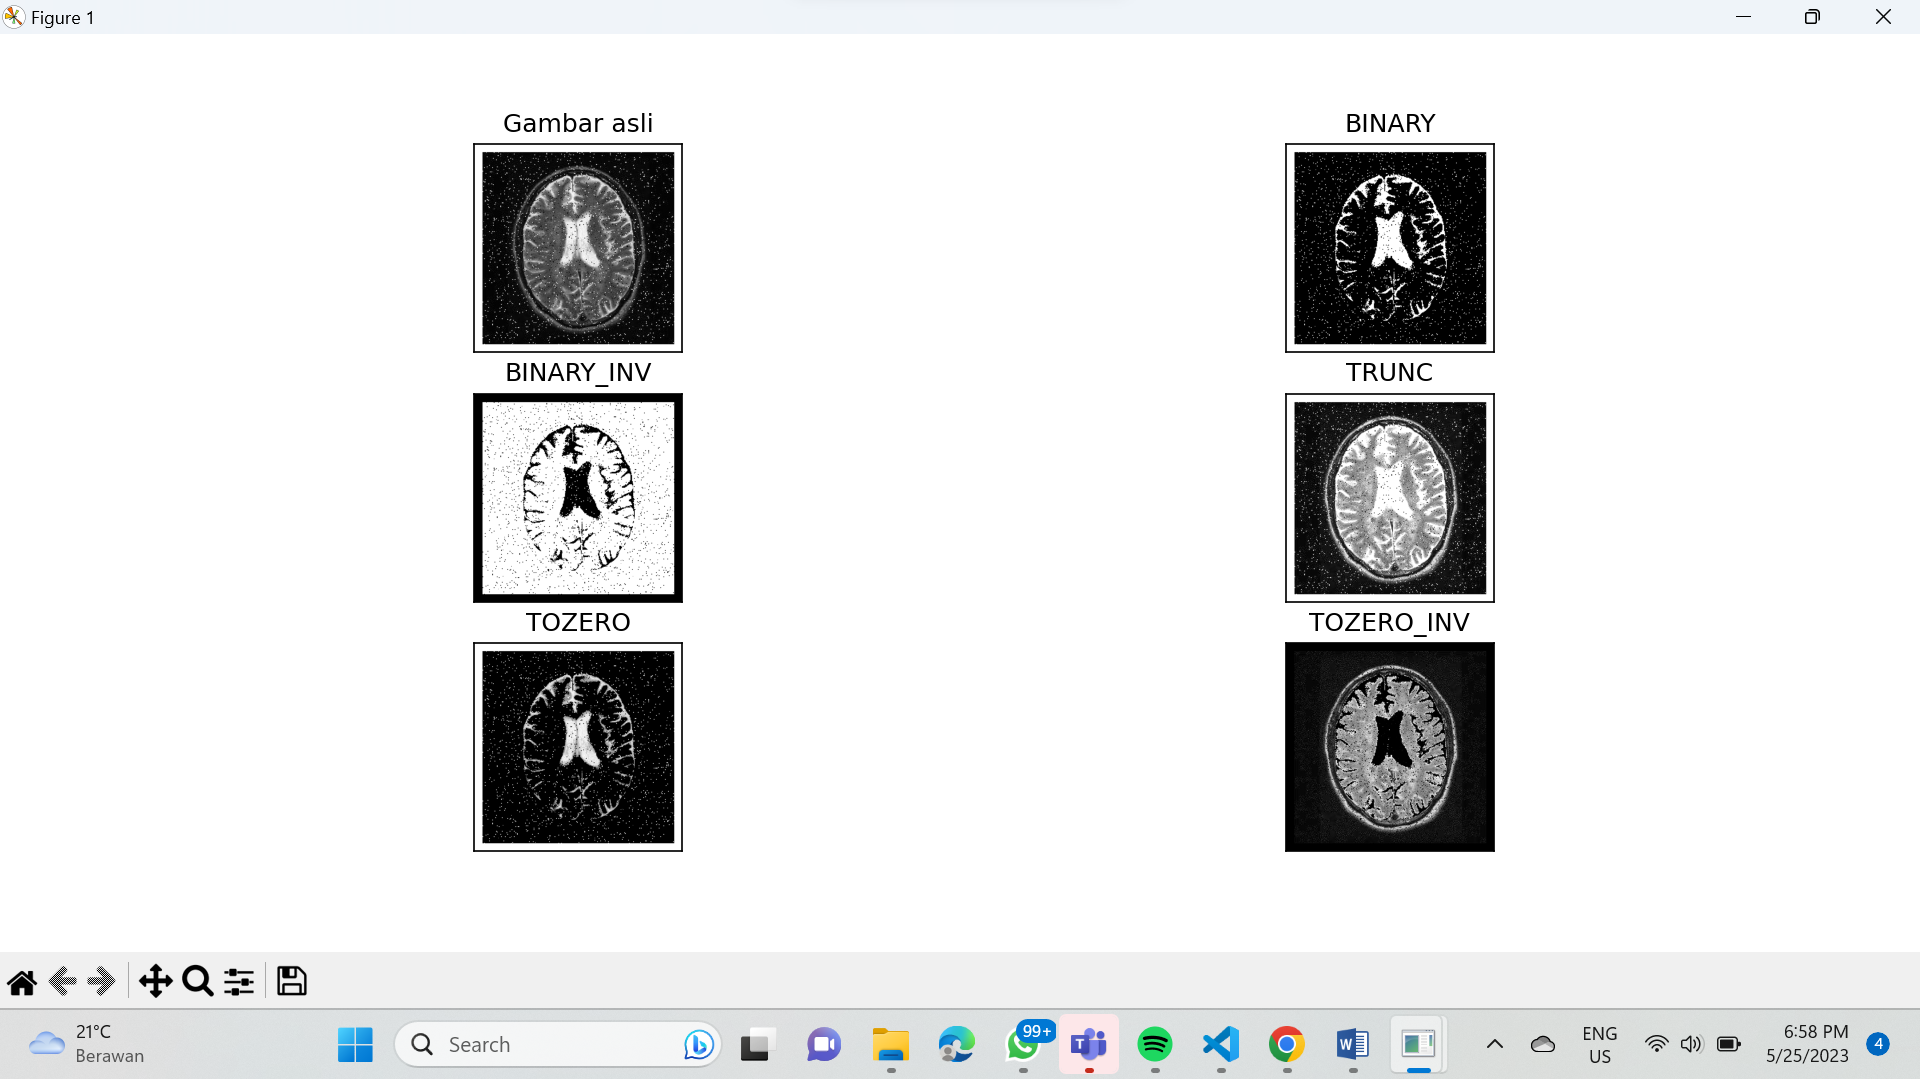 Figure 1
Gambar asli
BINARY
BINARY_INV
TRUNC
TOZERO
TOZERO_INV
21°C
Berawan
Search
99+
ENG
US
6:58 PM
5/25/2023
4